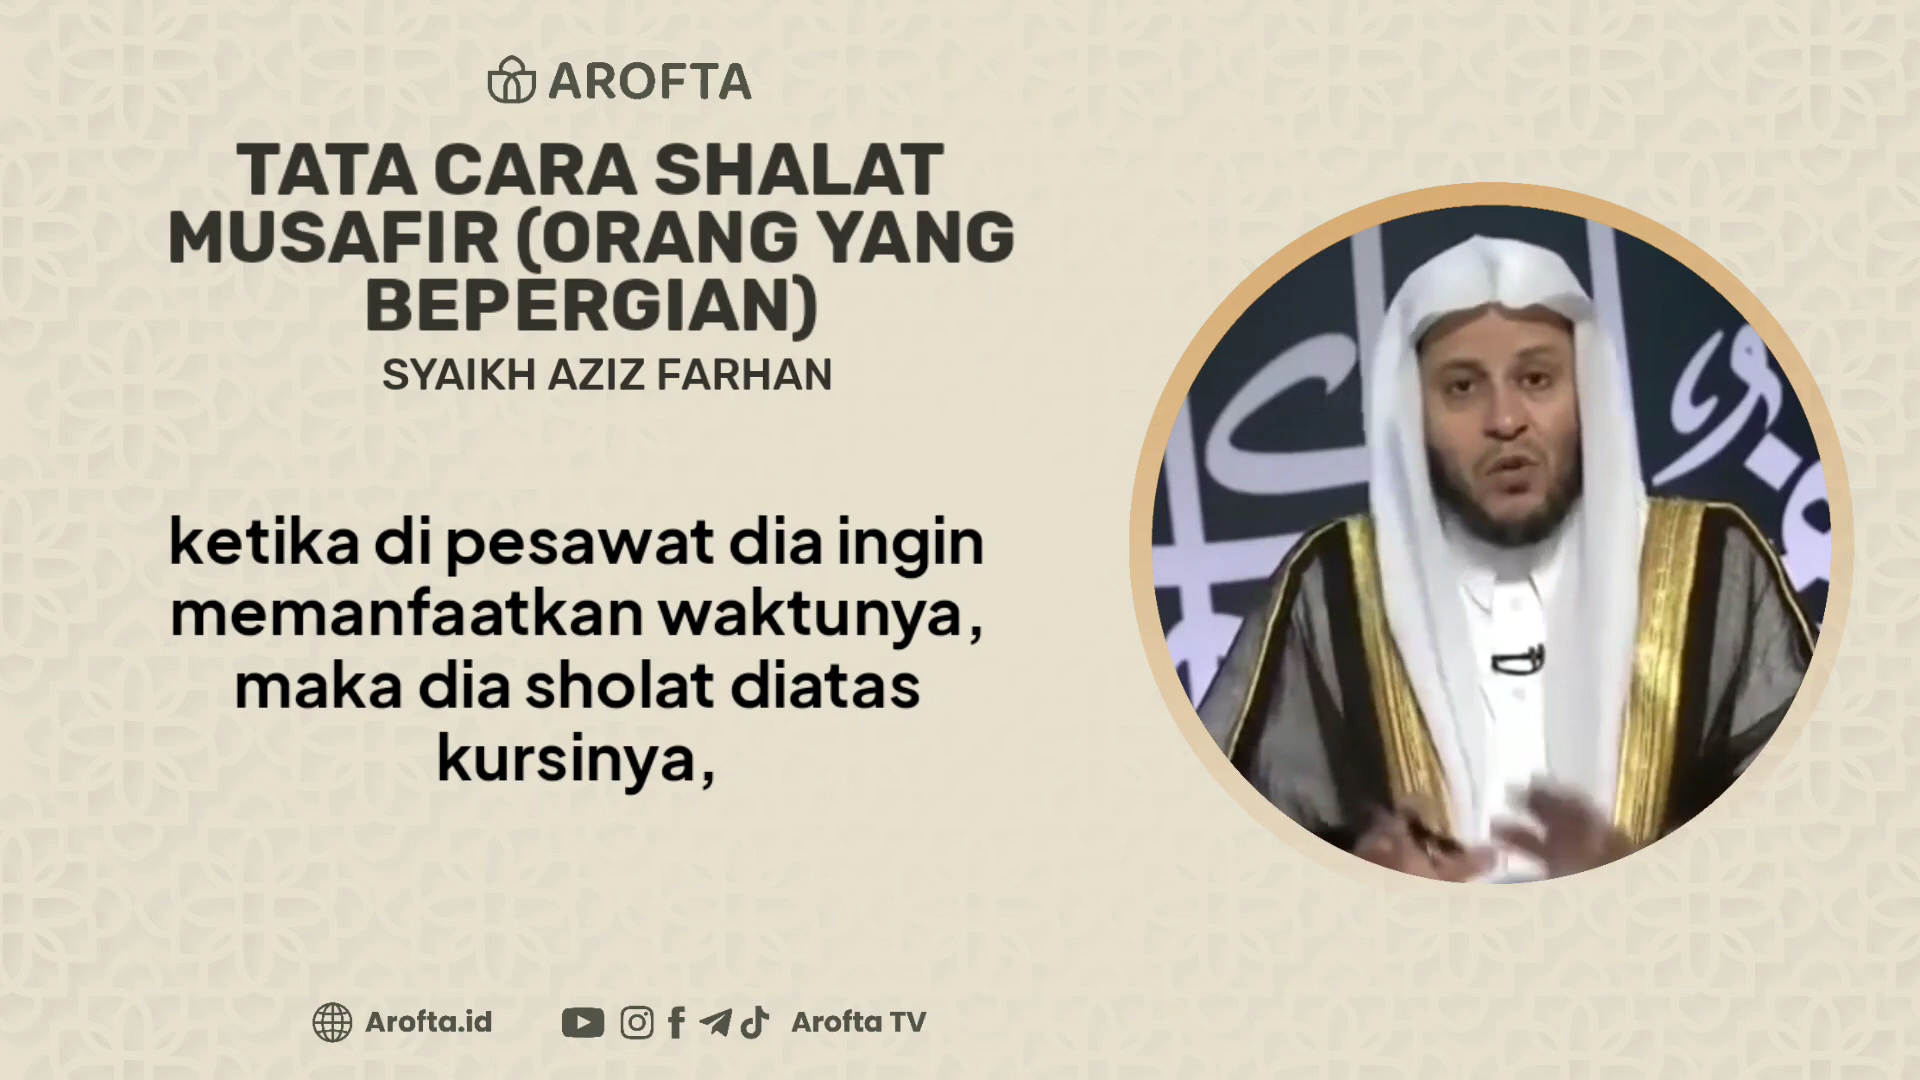 AROFTA
TATA CARA SHALAT
MUSAFIR (ORANG YANG
BEPERGIAN)
SYAIKH AZIZ FARHAN
ketika di pesawat dia ingin
memanfaatkan waktunya,
maka dia sholat diatas
kursinya,
Arofta.id
Arofta TV